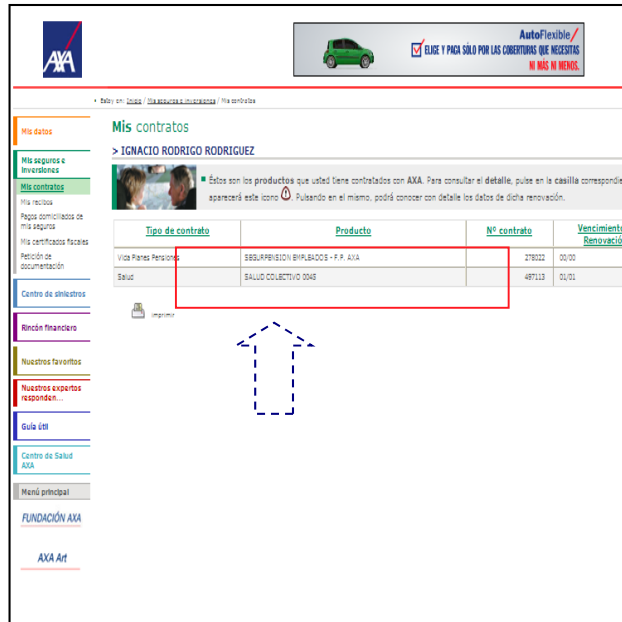 AXA
AutoFlexible
ELIGE Y PAGA SÓLO POR LAS COBERTURAS QUE NECESITAS
NI MÁS NI MENOS.
Estoy en: Inicio / Mis seguros e inversiones / Mis contratos
Mis datos
Mis seguros e
inversiones
Mis contratos
Mis recibos
Pagos domiciliados de
mis seguros
Mis certificados fiscales
Petición de
documentación
Centro de siniestros
Rincón financiero
Nuestros favoritos
Nuestros expertos
responden...
Guía útil
Centro de Salud
AXA
Menú principal
FUNDACIÓN AXA
AXA Art
Mis contratos
> IGNACIO RODRIGO RODRIGUEZ
Éstos son los productos que usted tiene contratados con AXA. Para consultar el detalle, pulse en la casilla correspondie
aparecerá este icono. Pulsando en el mismo, podrá conocer con detalle los datos de dicha renovación.
Tipo de contrato Producto Nº contrato Vencimiento
Renovació
Vida Planes Pensiones SEGURPENSION EMPLEADOS - F.P. AXA 278022 00/00
Salud SALUD COLECTIVO 0045 497113 01/01
Imprimir